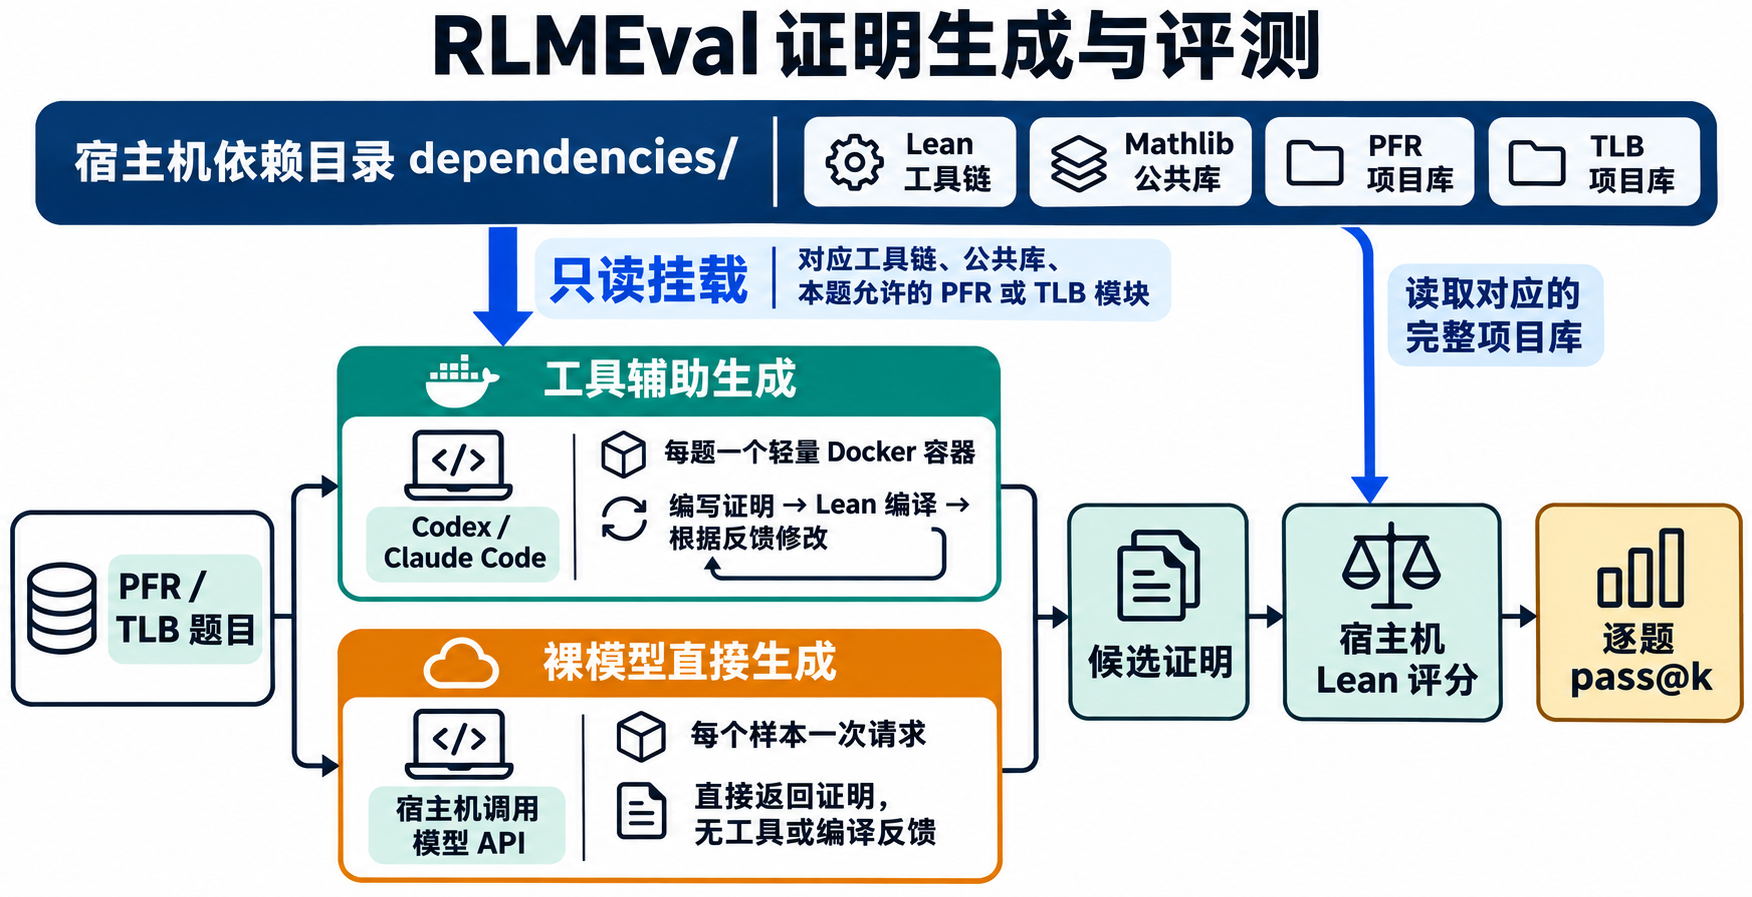 RLMEval 证明生成与评测
宿主机依赖目录 dependencies/
Lean
工具链
Mathlib
公共库
PFR
项目库
TLB
项目库
只读挂载
对应工具链、公共库、
本题允许的 PFR 或 TLB 模块
读取对应的
完整项目库
工具辅助生成
</>
Codex /
Claude Code
每题一个轻量 Docker 容器
编写证明 → Lean 编译 →
根据反馈修改
PFR /
TLB 题目
裸模型直接生成
</>
宿主机调用
模型 API
每个样本一次请求
直接返回证明，
无工具或编译反馈
候选证明
宿主机
Lean 评分
逐题
pass@k